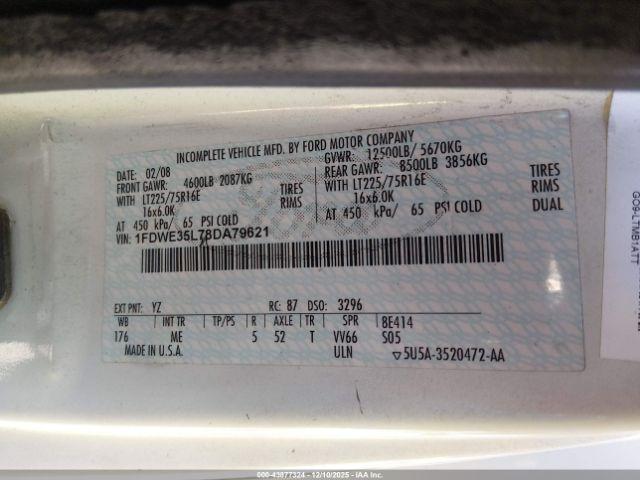 INCOMPLETE VEHICLE MFD. BY FORD MOTOR COMPANY
DATE: 02/08 GVWR: 12500LB/ 5670KG
FRONT GAWR: 4600LB 2087KG REAR GAWR: 8500LB 3856KG
WITH LT225/75R16E TIRES WITH LT225/75R16E TIRES
16x6.0K RIMS 16x6.0K RIMS
AT 450 kPa/ 65 PSI COLD AT 450 kPa/ 65 PSI COLD DUAL
VIN: 1FDWE35L78DA79621
EXT PNT: YZ RC: 87 DSO: 3296
WB INT TR TP/PS R AXLE TR SPR 8E414
176 ME 5 52 T VV66 S05
MADE IN U.S.A. ULN ▽5U5A-3520472-AA
000-43877324 - 12/10/2025 - IAA Inc.